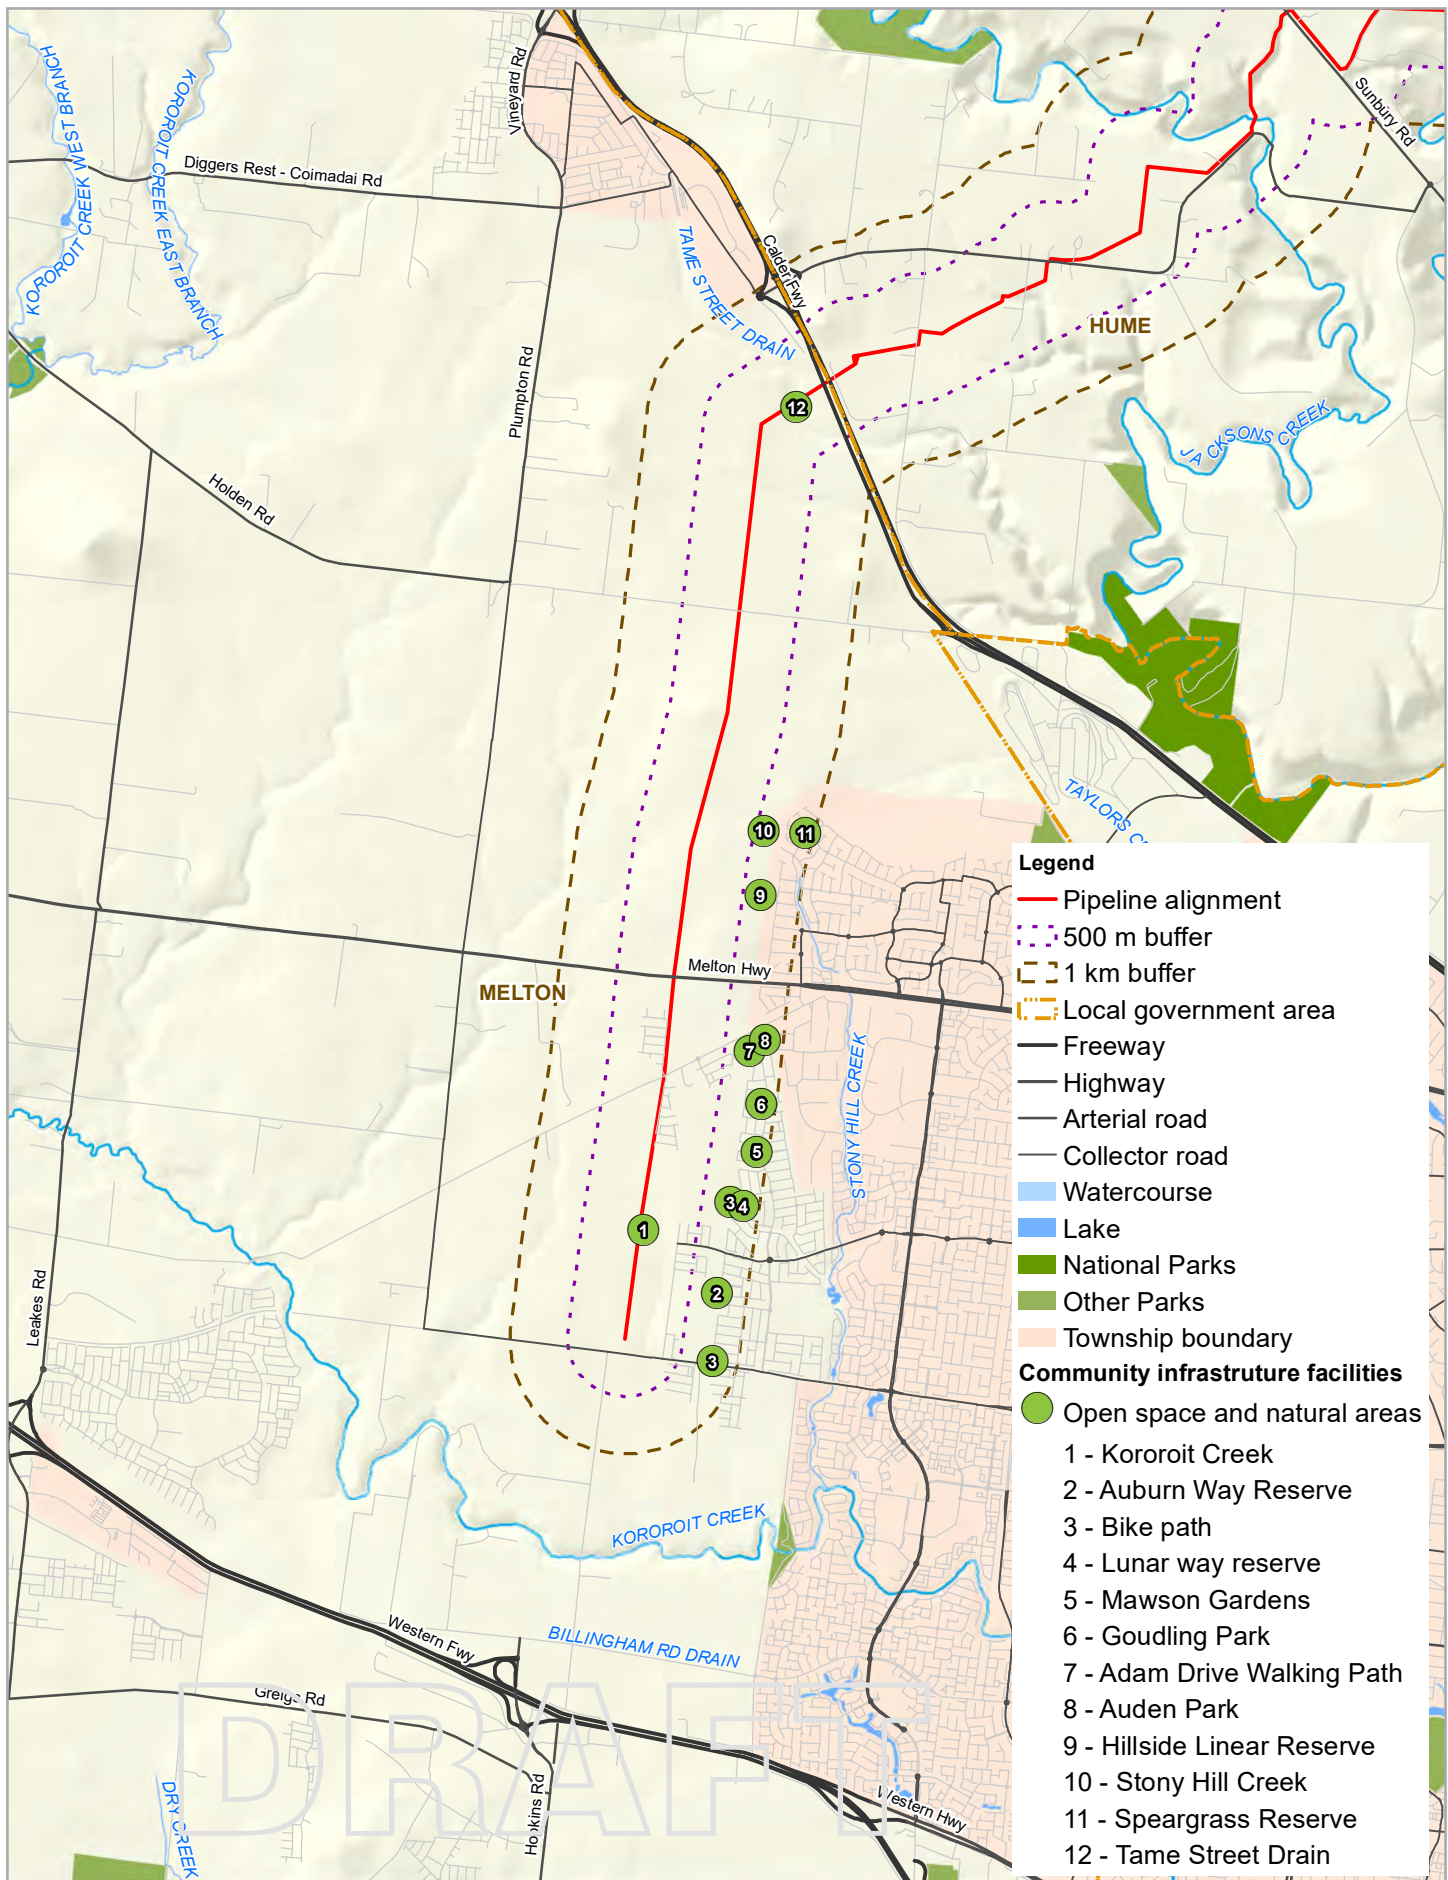 KOROROIT CREEK WEST BRANCH
KOROROIT CREEK EAST BRANCH
Vineyard Rd
Diggers Rest - Coimadai Rd
Sunbury Rd
TAME STREET DRAIN
Calder Fwy
HUME
Plumpton Rd
12
JACKSONS CREEK
Holden Rd
TAYLORS C
10
11
9
Melton Hwy
MELTON
8
7
6
5
STONY HILL CREEK
3
4
1
2
Leakes Rd
3
KOROROIT CREEK
Western Fwy
BILLINGHAM RD DRAIN
Greigs Rd
DRAFT
DRY CREEK
Hopkins Rd
Western Hwy
Legend
Pipeline alignment
500 m buffer
1 km buffer
Local government area
Freeway
Highway
Arterial road
Collector road
Watercourse
Lake
National Parks
Other Parks
Township boundary
Community infrastruture facilities
Open space and natural areas
1 - Kororoit Creek
2 - Auburn Way Reserve
3 - Bike path
4 - Lunar way reserve
5 - Mawson Gardens
6 - Goudling Park
7 - Adam Drive Walking Path
8 - Auden Park
9 - Hillside Linear Reserve
10 - Stony Hill Creek
11 - Speargrass Reserve
12 - Tame Street Drain